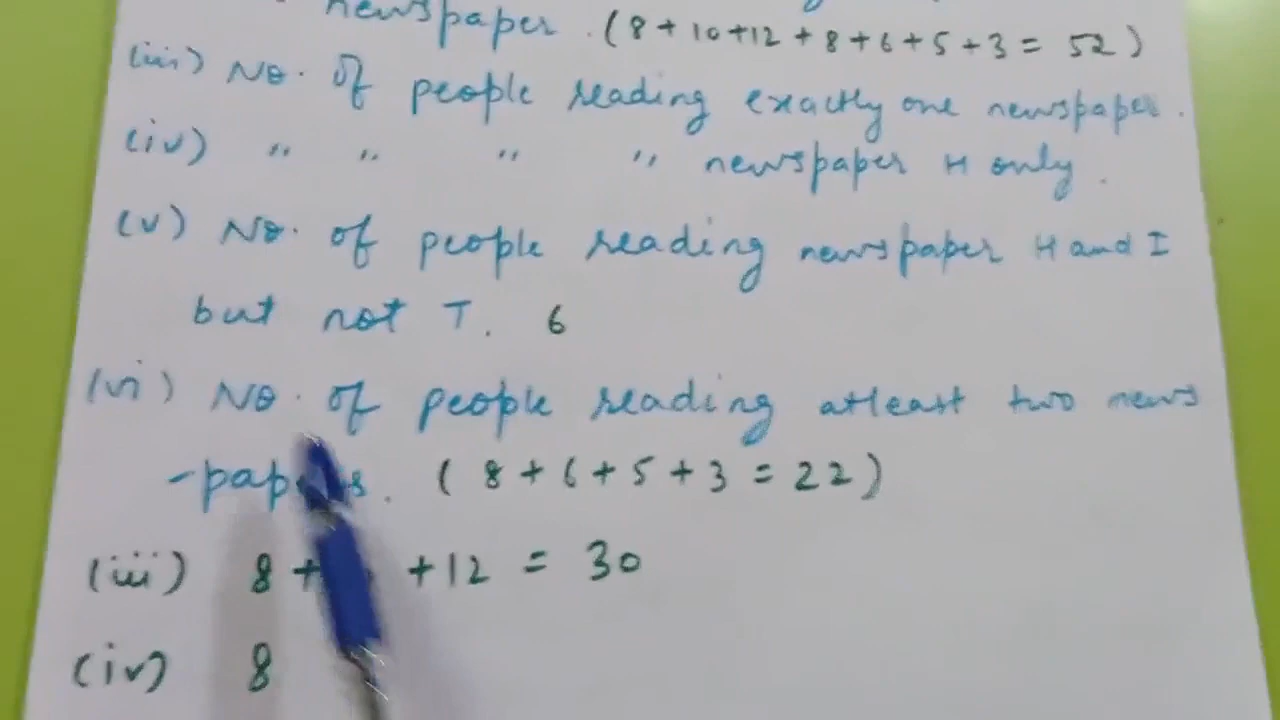 newspaper. (8+10+12+8+6+5+3= 52)
(iii) No. of people reading exactly one newspaper.
(iv) " " " " newspaper H only.
(v) No. of people reading newspaper H and I
but not T. 6
(vi) No. of people reading atleast two news
-papers. (8+6+5+3=22)
(iii) 8+ +12 = 30
(iv) 8